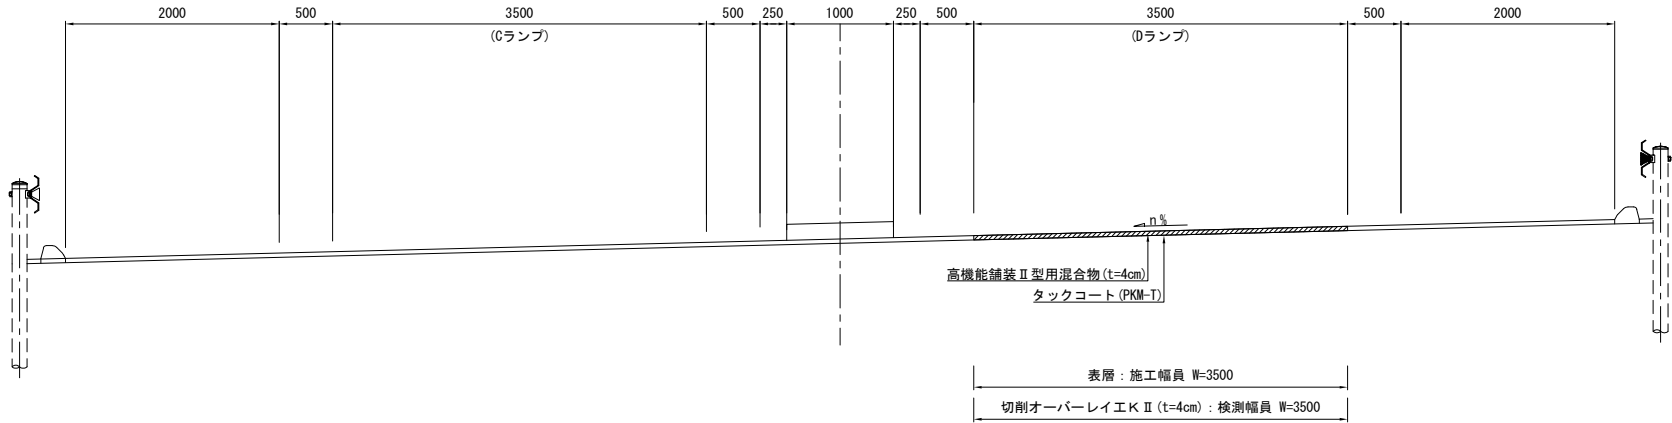 2000 500 3500 500 250 1000 250 500 3500 500 2000
(Cランプ) (Dランプ)
n%
高機能舗装Ⅱ型用混合物(t=4cm)
タックコート(PKM-T)
表層：施工幅員 W=3500
切削オーバーレイ工KⅡ(t=4cm)：検測幅員 W=3500